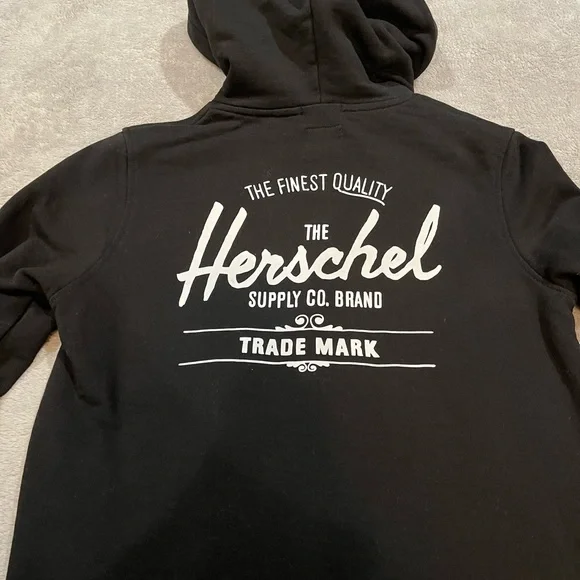 THE FINEST QUALITY
THE
Herschel
SUPPLY CO. BRAND
TRADE MARK